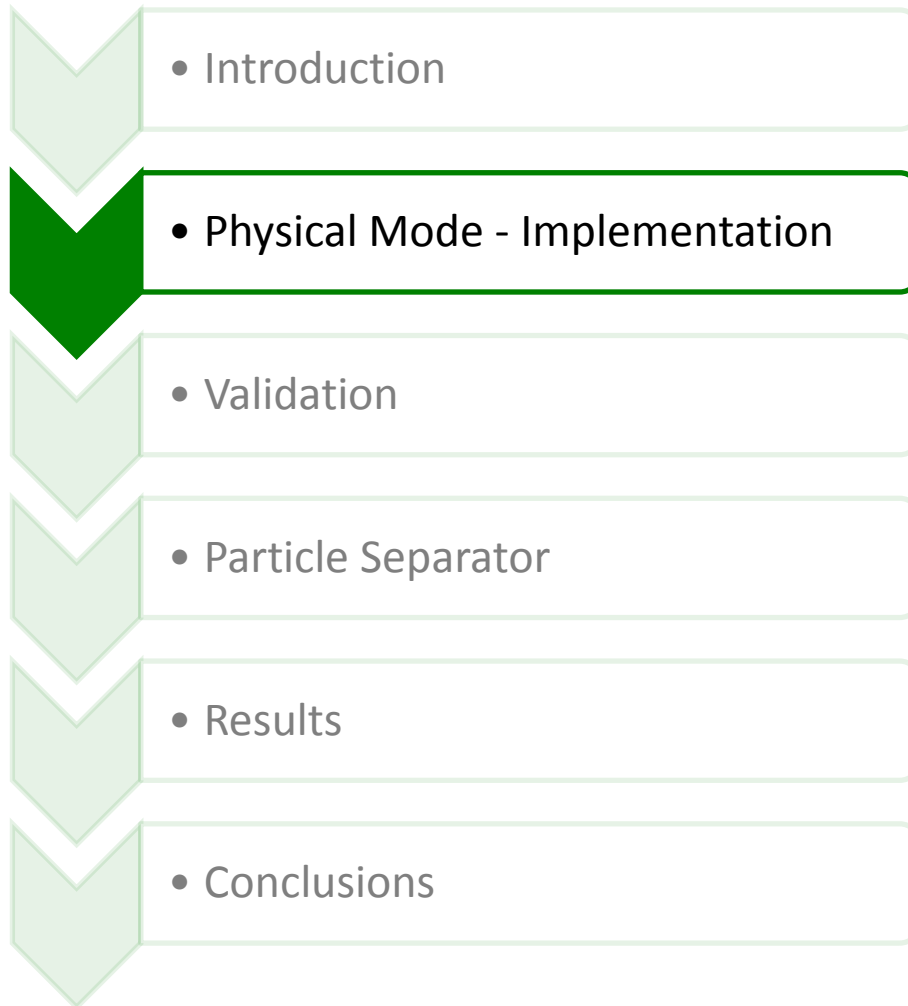 • Introduction
• Physical Mode - Implementation
• Validation
• Particle Separator
• Results
• Conclusions